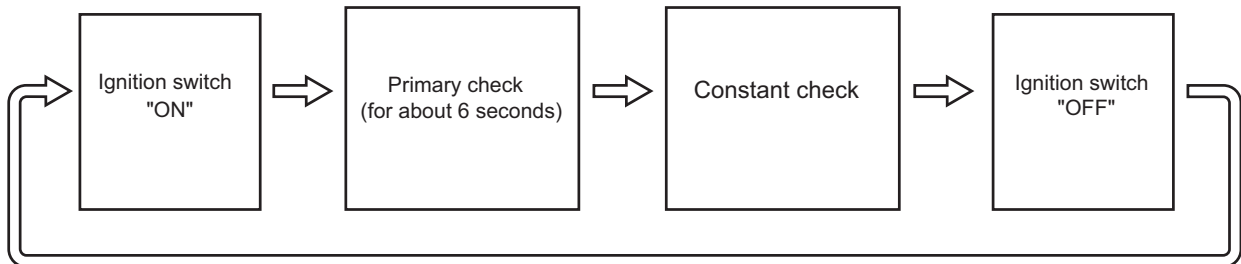 Ignition switch
"ON"
Primary check
(for about 6 seconds)
Constant check
Ignition switch
"OFF"